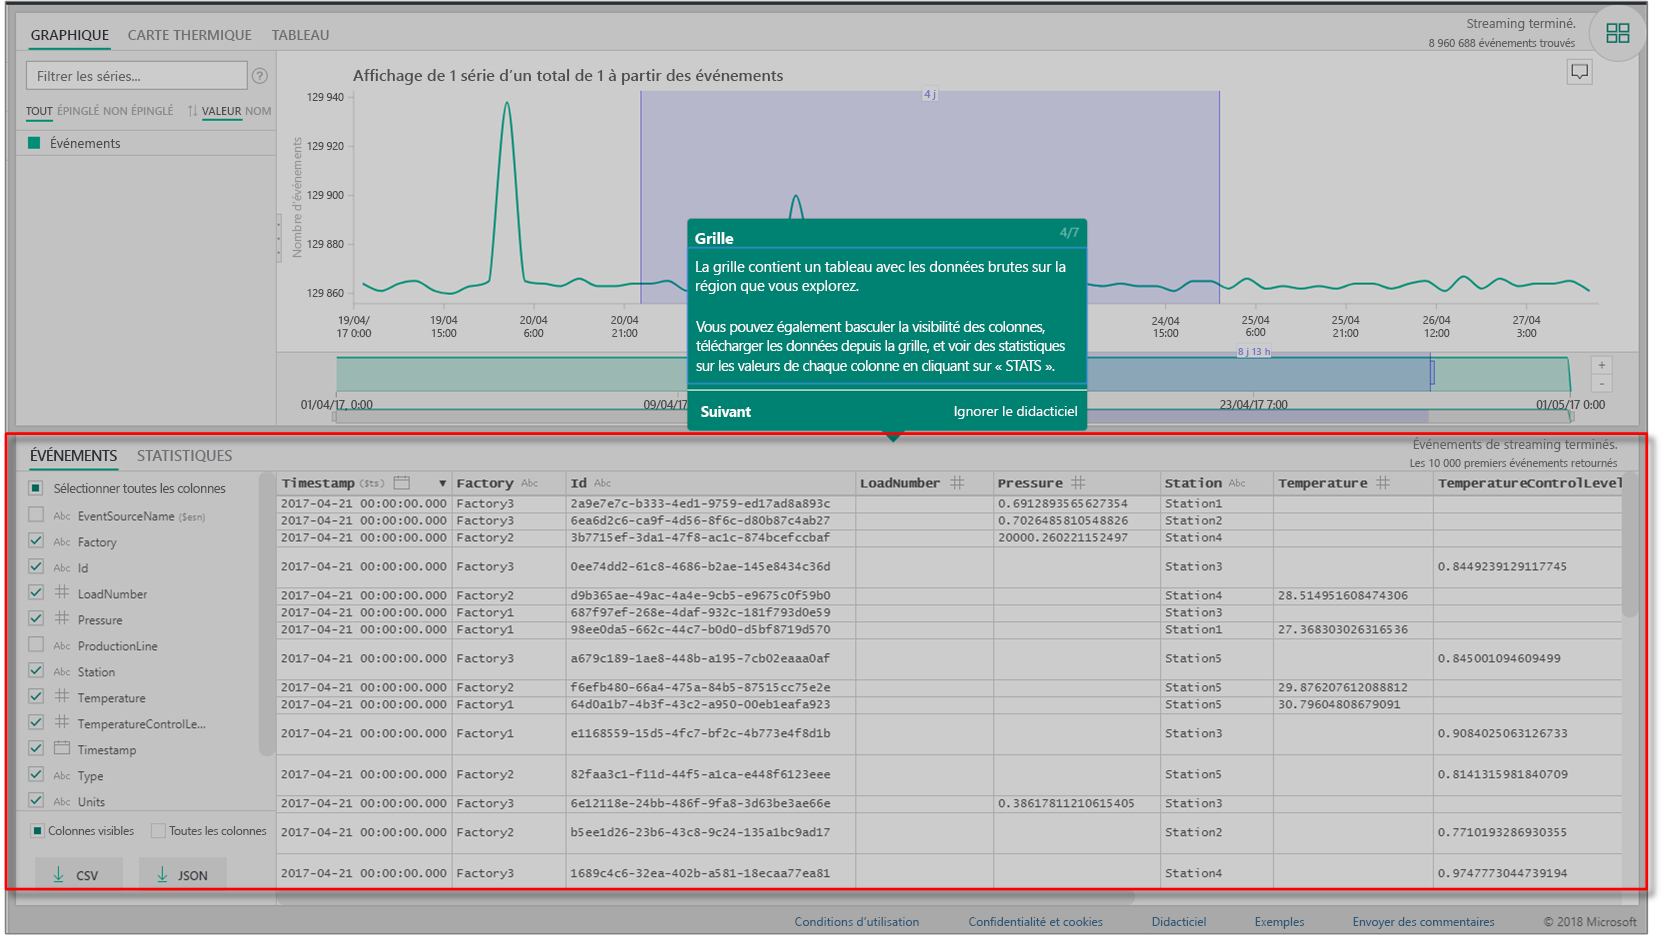 GRAPHIQUE CARTE THERMIQUE TABLEAU
Streaming terminé.
8 960 688 événements trouvés
Filtrer les séries...
?
TOUT ÉPINGLÉ NON ÉPINGLÉ VALEUR NOM
Événements
Affichage de 1 série d'un total de 1 à partir des événements
Nombre d'événements
129 940
129 920
129 900
129 880
129 860
4 j
19/04/17 0:00
19/04 15:00
20/04 6:00
20/04 21:00
24/04 15:00
25/04 6:00
25/04 21:00
26/04 12:00
27/04 3:00
8 j 13 h
+
-
01/04/17, 0:00
09/04/17
23/04/17 7:00
01/05/17 0:00
Grille 4/7
La grille contient un tableau avec les données brutes sur la
région que vous explorez.
Vous pouvez également basculer la visibilité des colonnes,
télécharger les données depuis la grille, et voir des statistiques
sur les valeurs de chaque colonne en cliquant sur « STATS ».
Suivant Ignorer le didacticiel
ÉVÉNEMENTS STATISTIQUES
Événements de streaming terminés.
Les 10 000 premiers événements retournés
Sélectionner toutes les colonnes
Abc EventSourceName ($esn)
Abc Factory
Abc Id
LoadNumber
Pressure
Abc ProductionLine
Abc Station
Temperature
TemperatureControlLe...
Timestamp
Abc Type
Abc Units
Colonnes visibles Toutes les colonnes
CSV JSON
Timestamp ($ts) Factory Abc Id Abc LoadNumber Pressure Station Abc Temperature TemperatureControlLevel
2017-04-21 00:00:00.000 Factory3 2a9e7e7c-b333-4ed1-9759-ed17ad8a893c 0.6912893565627354 Station1
2017-04-21 00:00:00.000 Factory3 6ea6d2c6-ca9f-4d56-8f6c-d80b87c4ab27 0.7026485810548826 Station2
2017-04-21 00:00:00.000 Factory2 3b7715ef-3da1-47f8-ac1c-874bcefccbaf 20000.260221152497 Station4
2017-04-21 00:00:00.000 Factory3 0ee74dd2-61c8-4686-b2ae-145e8434c36d Station3 0.8449239129117745
2017-04-21 00:00:00.000 Factory2 d9b365ae-49ac-4a4e-9cb5-e9675c0f59b0 Station4 28.514951608474306
2017-04-21 00:00:00.000 Factory1 687f97ef-268e-4daf-932c-181f793d0e59 Station3
2017-04-21 00:00:00.000 Factory1 98ee0da5-662c-44c7-b0d0-d5bf8719d570 Station1 27.368303026316536
2017-04-21 00:00:00.000 Factory3 a679c189-1ae8-448b-a195-7cb02eaaa0af Station5 0.845001094609499
2017-04-21 00:00:00.000 Factory2 f6efb480-66a4-475a-84b5-87515cc75e2e Station5 29.876207612088812
2017-04-21 00:00:00.000 Factory1 64d0a1b7-4b3f-43c2-a950-00eb1eafa923 Station5 30.79604808679091
2017-04-21 00:00:00.000 Factory1 e1168559-15d5-4fc7-bf2c-4b773e4f8d1b Station3 0.9084025063126733
2017-04-21 00:00:00.000 Factory2 82faa3c1-f11d-44f5-a1ca-e448f6123eee Station5 0.8141315981840709
2017-04-21 00:00:00.000 Factory3 6e12118e-24bb-486f-9fa8-3d63be3ae66e 0.38617811210615405 Station3
2017-04-21 00:00:00.000 Factory2 b5ee1d26-23b6-43c8-9c24-135a1bc9ad17 Station2 0.7710193286930355
2017-04-21 00:00:00.000 Factory3 1689c4c6-32ea-402b-a581-18ecaa77ea81 Station4 0.9747773044739194
Conditions d'utilisation Confidentialité et cookies Didacticiel Exemples Envoyer des commentaires © 2018 Microsoft